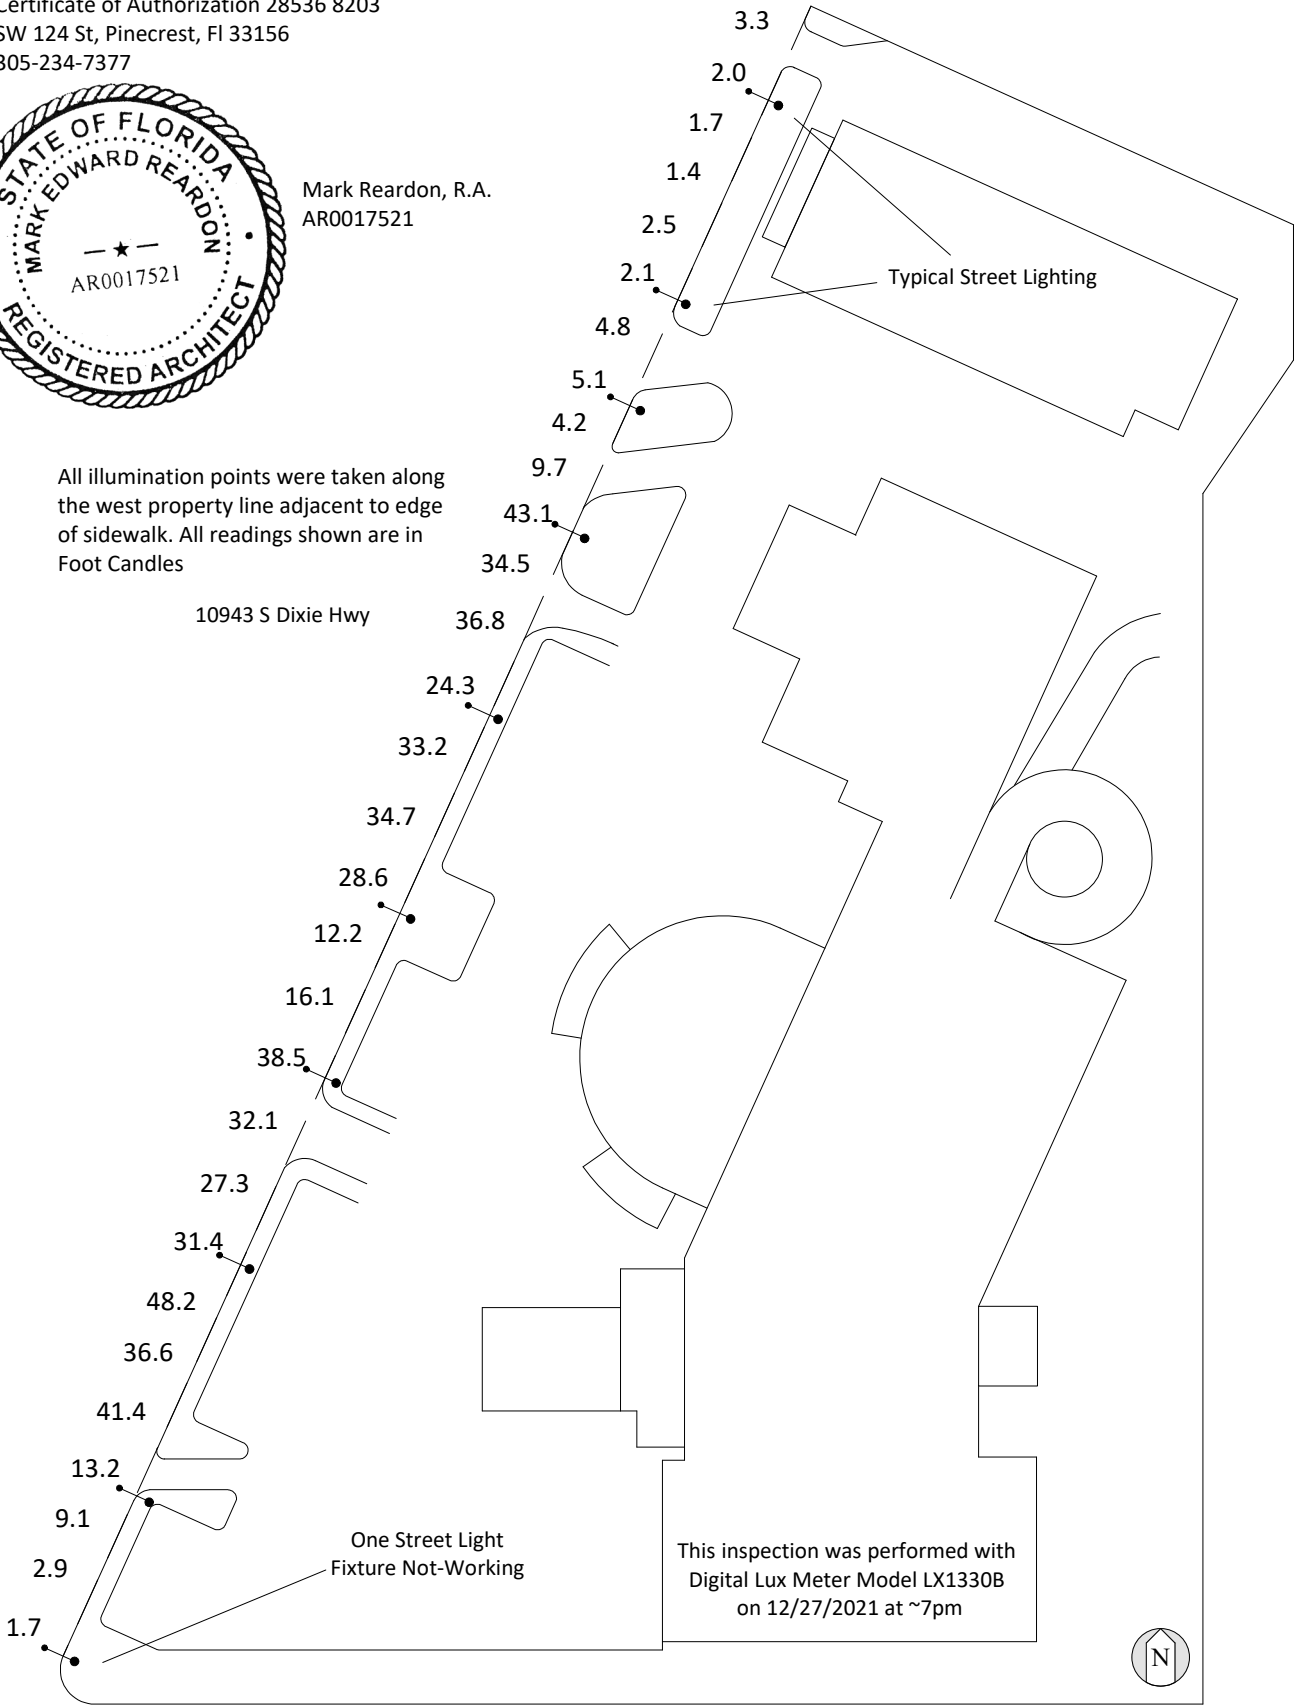 Certificate of Authorization 28536 8203
SW 124 St, Pinecrest, Fl 33156
305-234-7377
STATE OF FLORIDA
MARK EDWARD REARDON
AR0017521
REGISTERED ARCHITECT
Mark Reardon, R.A.
AR0017521
All illumination points were taken along
the west property line adjacent to edge
of sidewalk. All readings shown are in
Foot Candles
10943 S Dixie Hwy
3.3
2.0
1.7
1.4
2.5
2.1
Typical Street Lighting
4.8
5.1
4.2
9.7
43.1
34.5
36.8
24.3
33.2
34.7
28.6
12.2
16.1
38.5
32.1
27.3
31.4
48.2
36.6
41.4
13.2
9.1
2.9
1.7
One Street Light
Fixture Not-Working
This inspection was performed with
Digital Lux Meter Model LX1330B
on 12/27/2021 at ~7pm
N